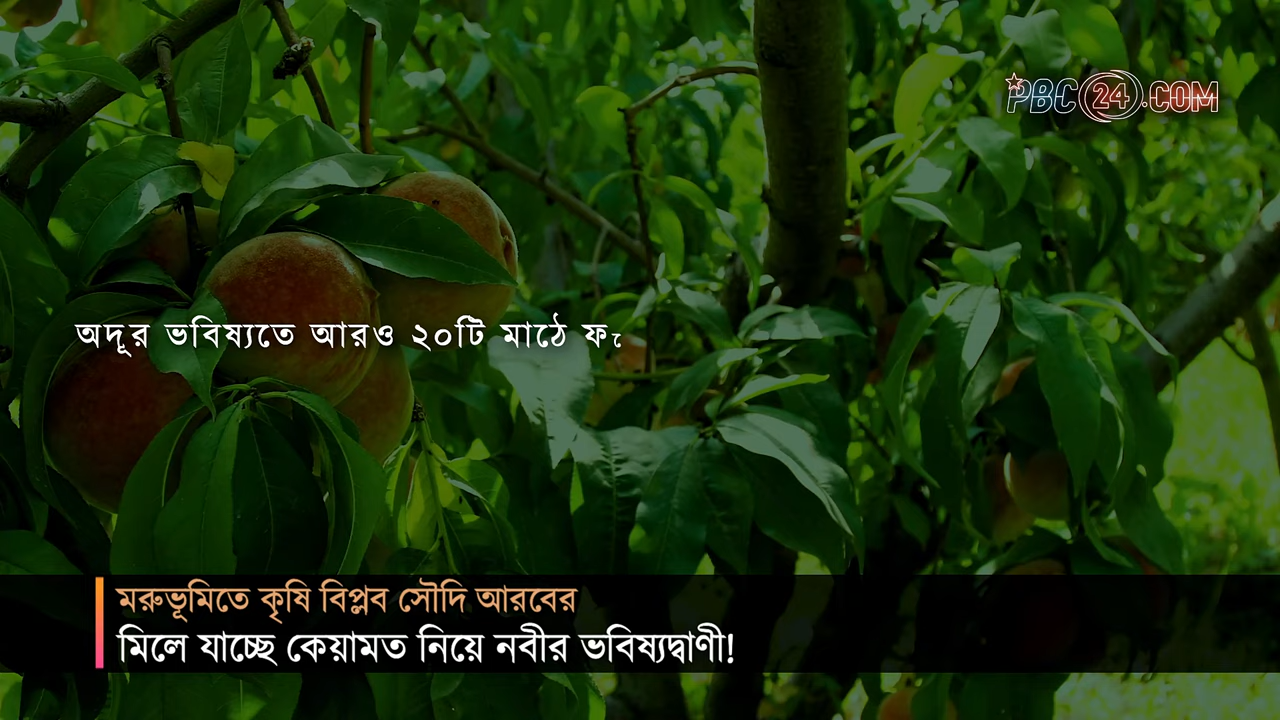 PBC24.COM
অদূর ভবিষ্যতে আরও ২০টি মাঠে
মরুভূমিতে কৃষি বিপ্লব সৌদি আরবের
মিলে যাচ্ছে কেয়ামত নিয়ে নবীর ভবিষ্যদ্বাণী!